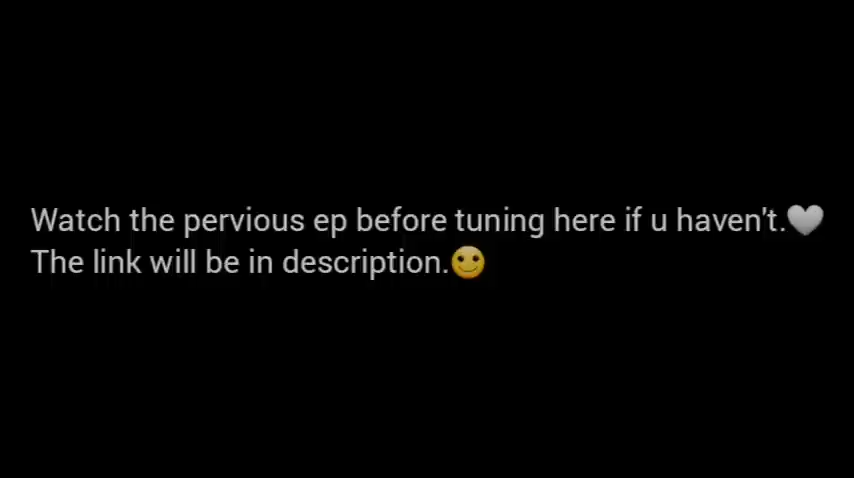 Watch the pervious ep before tuning here if u haven't.🤍
The link will be in description.🙂